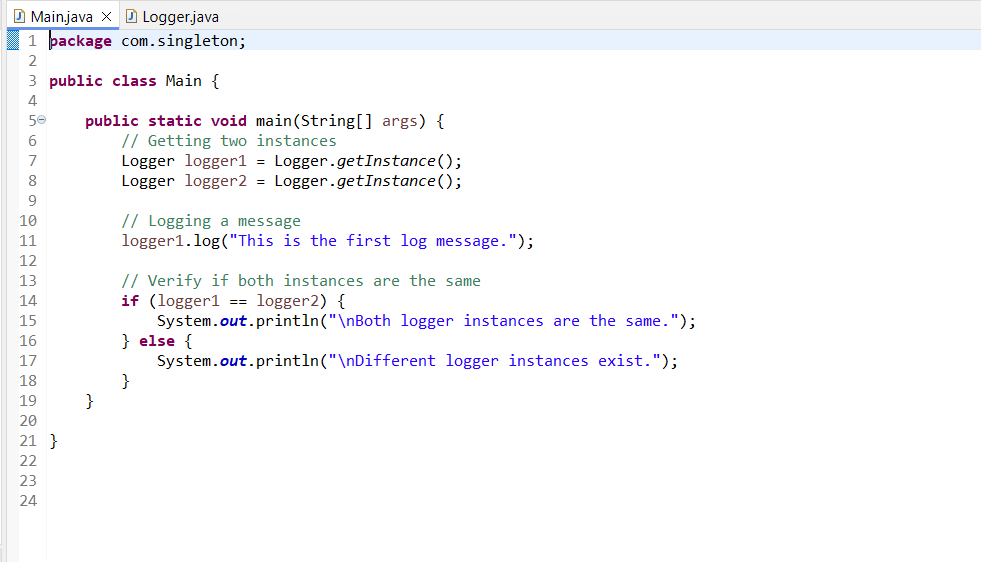 Main.java Logger.java
1 package com.singleton;
2
3 public class Main {
4
5     public static void main(String[] args) {
6         // Getting two instances
7         Logger logger1 = Logger.getInstance();
8         Logger logger2 = Logger.getInstance();
9
10         // Logging a message
11         logger1.log("This is the first log message.");
12
13         // Verify if both instances are the same
14         if (logger1 == logger2) {
15             System.out.println("\nBoth logger instances are the same.");
16         } else {
17             System.out.println("\nDifferent logger instances exist.");
18         }
19     }
20
21 }
22
23
24